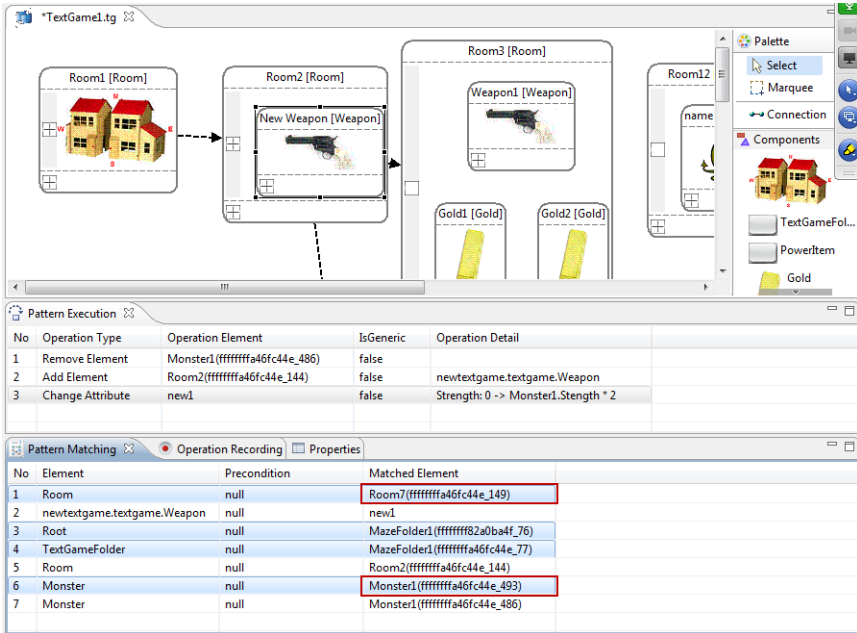 *TextGame1.tg
Room1 [Room]
N
W
E
S
Room2 [Room]
New Weapon [Weapon]
Room3 [Room]
Weapon1 [Weapon]
Gold1 [Gold]
Gold2 [Gold]
Room12
name
Palette
Select
Marquee
Connection
Components
N
W
E
S
TextGameFol...
PowerItem
Gold
Pattern Execution
No Operation Type Operation Element IsGeneric Operation Detail
1 Remove Element Monster1(ffffffffa46fc44e_486) false
2 Add Element Room2(ffffffffa46fc44e_144) false newtextgame.textgame.Weapon
3 Change Attribute new1 false Strength: 0 -> Monster1.Stength * 2
Pattern Matching Operation Recording Properties
No Element Precondition Matched Element
1 Room null Room7(ffffffffa46fc44e_149)
2 newtextgame.textgame.Weapon null new1
3 Root null MazeFolder1(ffffffff82a0ba4f_76)
4 TextGameFolder null MazeFolder1(ffffffffa46fc44e_77)
5 Room null Room2(ffffffffa46fc44e_144)
6 Monster null Monster1(ffffffffa46fc44e_493)
7 Monster null Monster1(ffffffffa46fc44e_486)